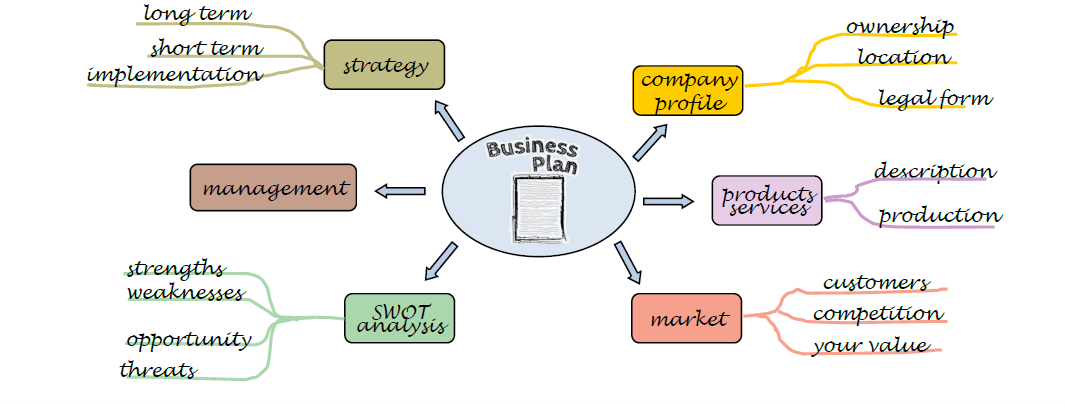 long term
short term
implementation
strategy
ownership
location
legal form
company
profile
Business
Plan
management
products
services
description
production
strengths
weaknesses
opportunity
threats
SWOT
analysis
market
customers
competition
your value